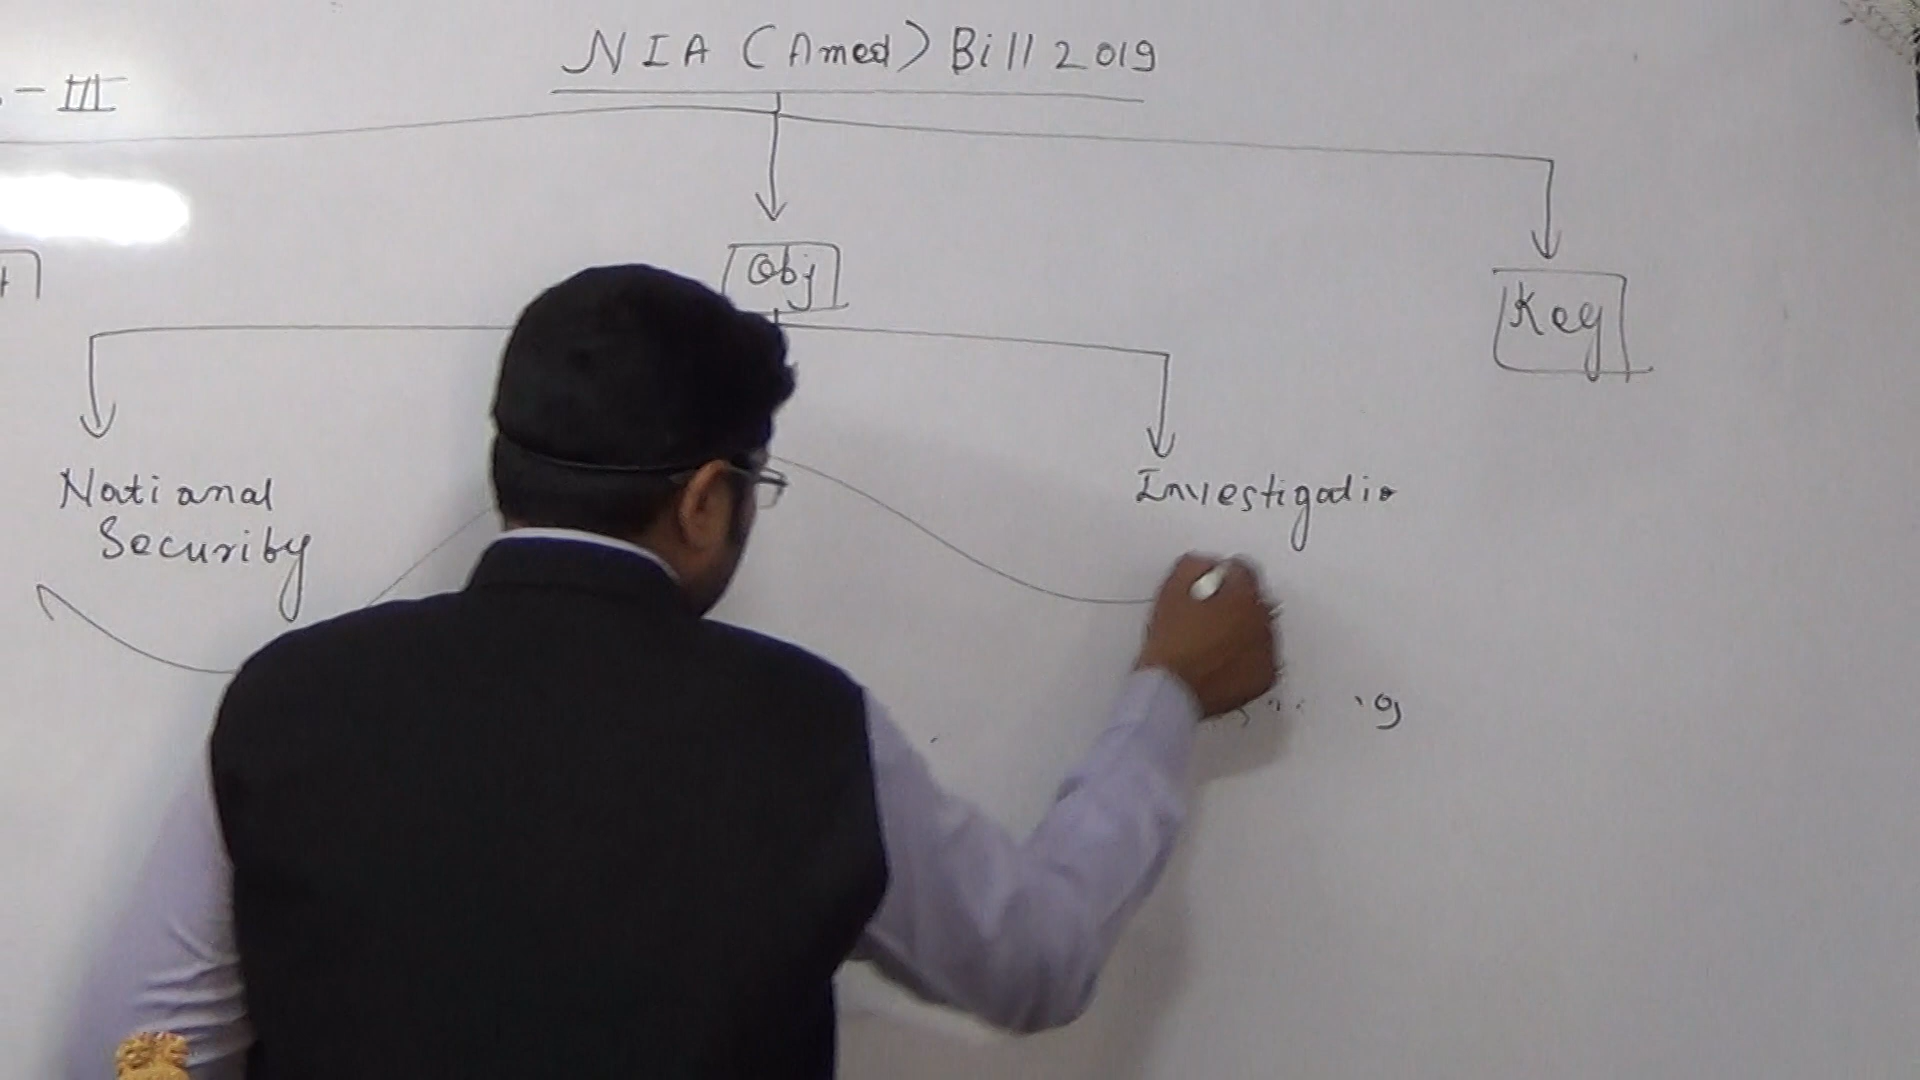 NIA (Amed) Bill 2019
- III
Obj
Key
National
Security
Investigatio